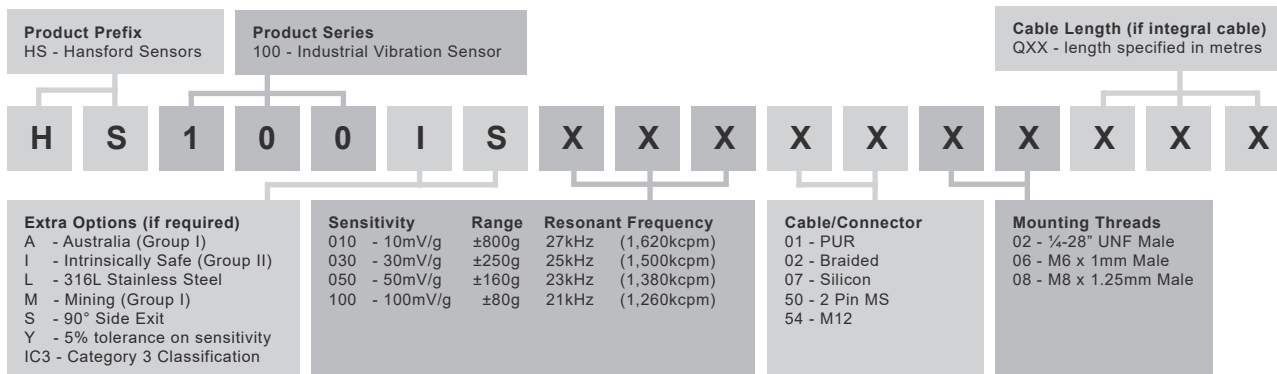 Product Prefix
HS - Hansford Sensors
Product Series
100 - Industrial Vibration Sensor
Cable Length (if integral cable)
QXX - length specified in metres
H S 1 0 0 I S X X X X X X X X X X
Extra Options (if required)
A - Australia (Group I)
I - Intrinsically Safe (Group II)
L - 316L Stainless Steel
M - Mining (Group I)
S - 90° Side Exit
Y - 5% tolerance on sensitivity
IC3 - Category 3 Classification
Sensitivity Range Resonant Frequency
010 - 10mV/g ±800g 27kHz (1,620kcpm)
030 - 30mV/g ±250g 25kHz (1,500kcpm)
050 - 50mV/g ±160g 23kHz (1,380kcpm)
100 - 100mV/g ±80g 21kHz (1,260kcpm)
Cable/Connector
01 - PUR
02 - Braided
07 - Silicon
50 - 2 Pin MS
54 - M12
Mounting Threads
02 - ¼-28" UNF Male
06 - M6 x 1mm Male
08 - M8 x 1.25mm Male